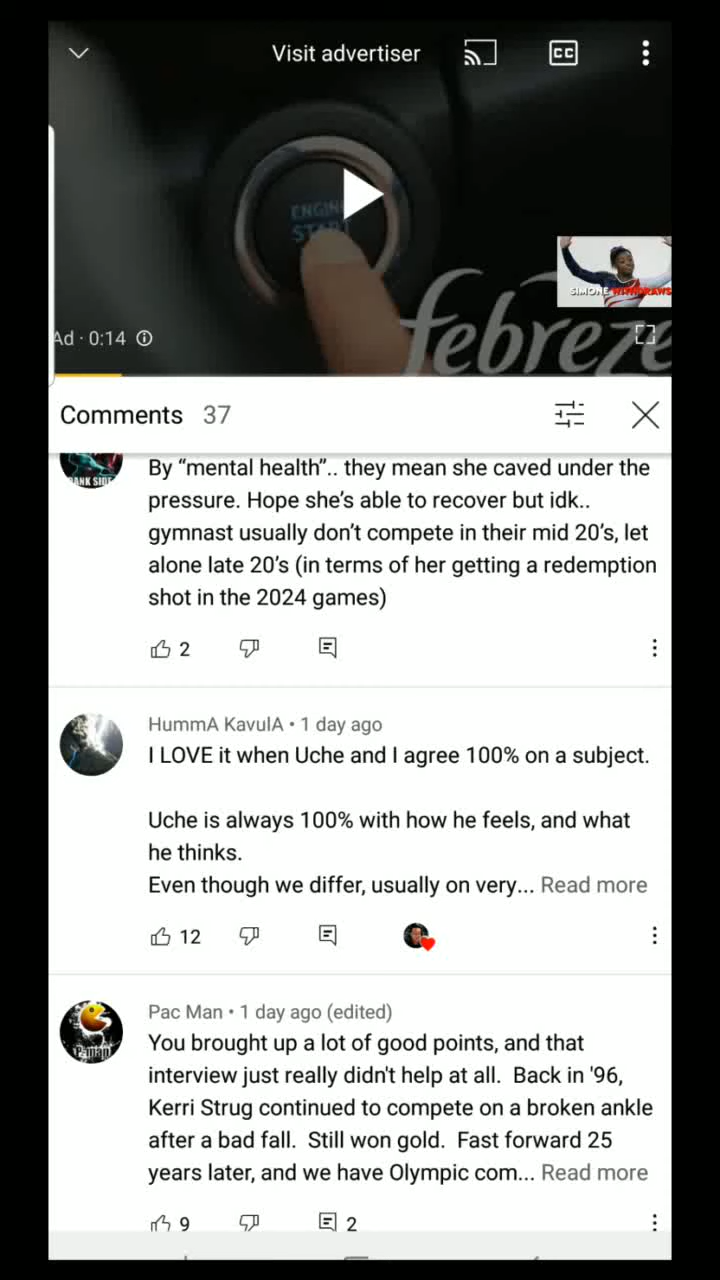 Visit advertiser
CC
ENGINE
START
SIMONE WITHDRAWS
Ad · 0:14
febreze
Comments 37
By “mental health”.. they mean she caved under the
pressure. Hope she’s able to recover but idk..
gymnast usually don’t compete in their mid 20’s, let
alone late 20’s (in terms of her getting a redemption
shot in the 2024 games)
2
HummA KavulA • 1 day ago
I LOVE it when Uche and I agree 100% on a subject.
Uche is always 100% with how he feels, and what
he thinks.
Even though we differ, usually on very... Read more
12
Pac Man • 1 day ago (edited)
You brought up a lot of good points, and that
interview just really didn't help at all. Back in '96,
Kerri Strug continued to compete on a broken ankle
after a bad fall. Still won gold. Fast forward 25
years later, and we have Olympic com... Read more
9 2